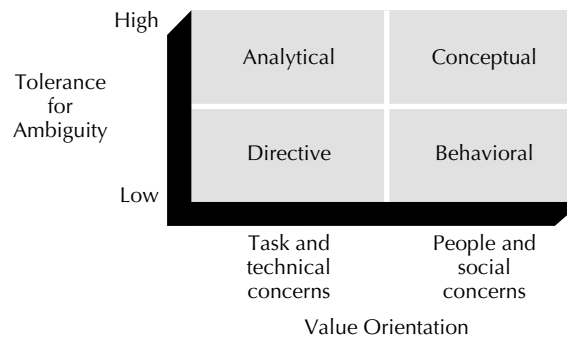 High
Analytical
Conceptual
Tolerance
for
Ambiguity
Directive
Behavioral
Low
Task and
technical
concerns
People and
social
concerns
Value Orientation